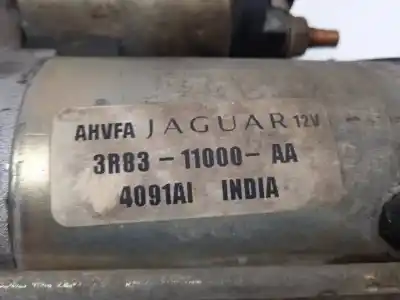 AHVFA JAGUAR 12V
3R83-11000-AA
4091AI INDIA